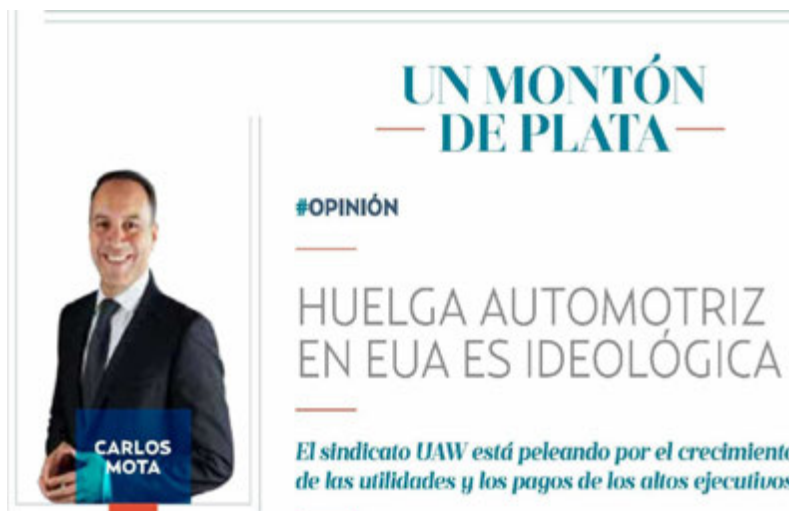 UN MONTÓN
DE PLATA
#OPINIÓN
HUELGA AUTOMOTRIZ
EN EUA ES IDEOLÓGICA
El sindicato UAW está peleando por el crecimiento
de las utilidades y los pagos de los altos ejecutivos
CARLOS
MOTA